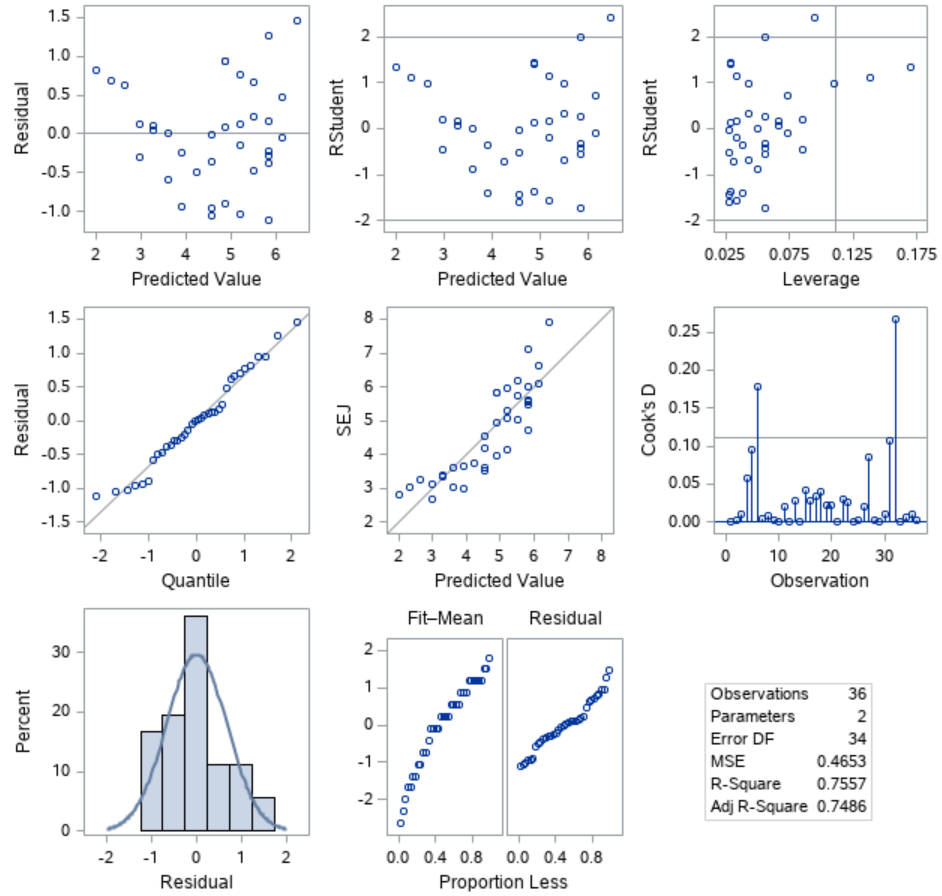 1.5
1.0
0.5
0.0
-0.5
-1.0
Residual
2 3 4 5 6
Predicted Value
2
1
0
-1
-2
RStudent
2 3 4 5 6
Predicted Value
2
1
0
-1
-2
RStudent
0.025 0.075 0.125 0.175
Leverage
1.5
1.0
0.5
0.0
-0.5
-1.0
-1.5
Residual
-2 -1 0 1 2
Quantile
8
7
6
5
4
3
2
SEJ
2 3 4 5 6 7 8
Predicted Value
0.25
0.20
0.15
0.10
0.05
0.00
Cook's D
0 10 20 30
Observation
30
20
10
0
Percent
-2 -1 0 1 2
Residual
Fit–Mean Residual
2
1
0
-1
-2
0.0 0.4 0.8 0.0 0.4 0.8
Proportion Less
Observations 36
Parameters 2
Error DF 34
MSE 0.4653
R-Square 0.7557
Adj R-Square 0.7486